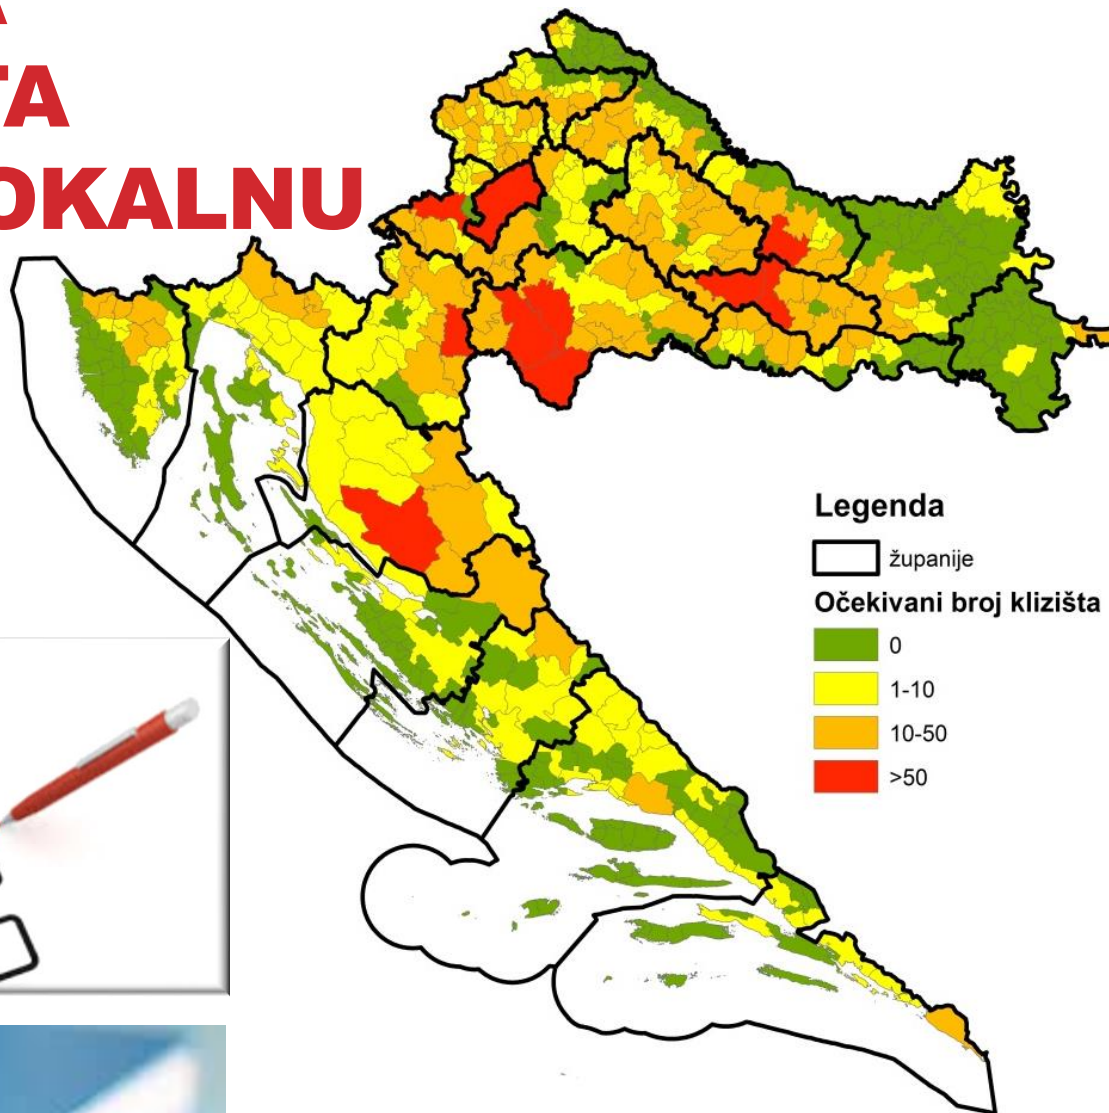 A
TA
OKALNU
Legenda
županije
Očekivani broj klizišta
0
1-10
10-50
>50